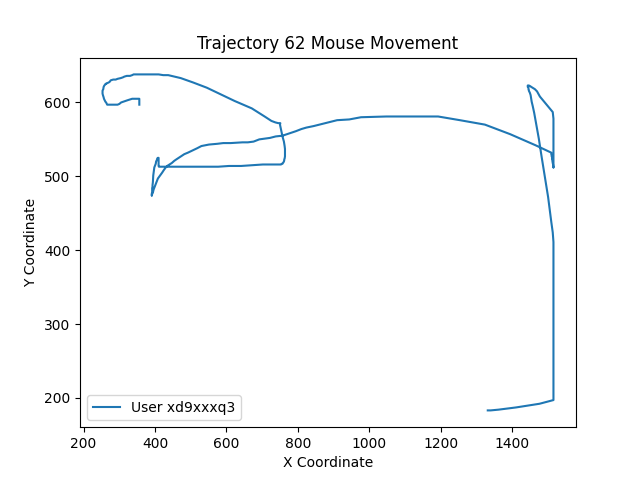 Trajectory 62 Mouse Movement
Y Coordinate
600
500
400
300
200
200 400 600 800 1000 1200 1400
X Coordinate
User xd9xxxq3